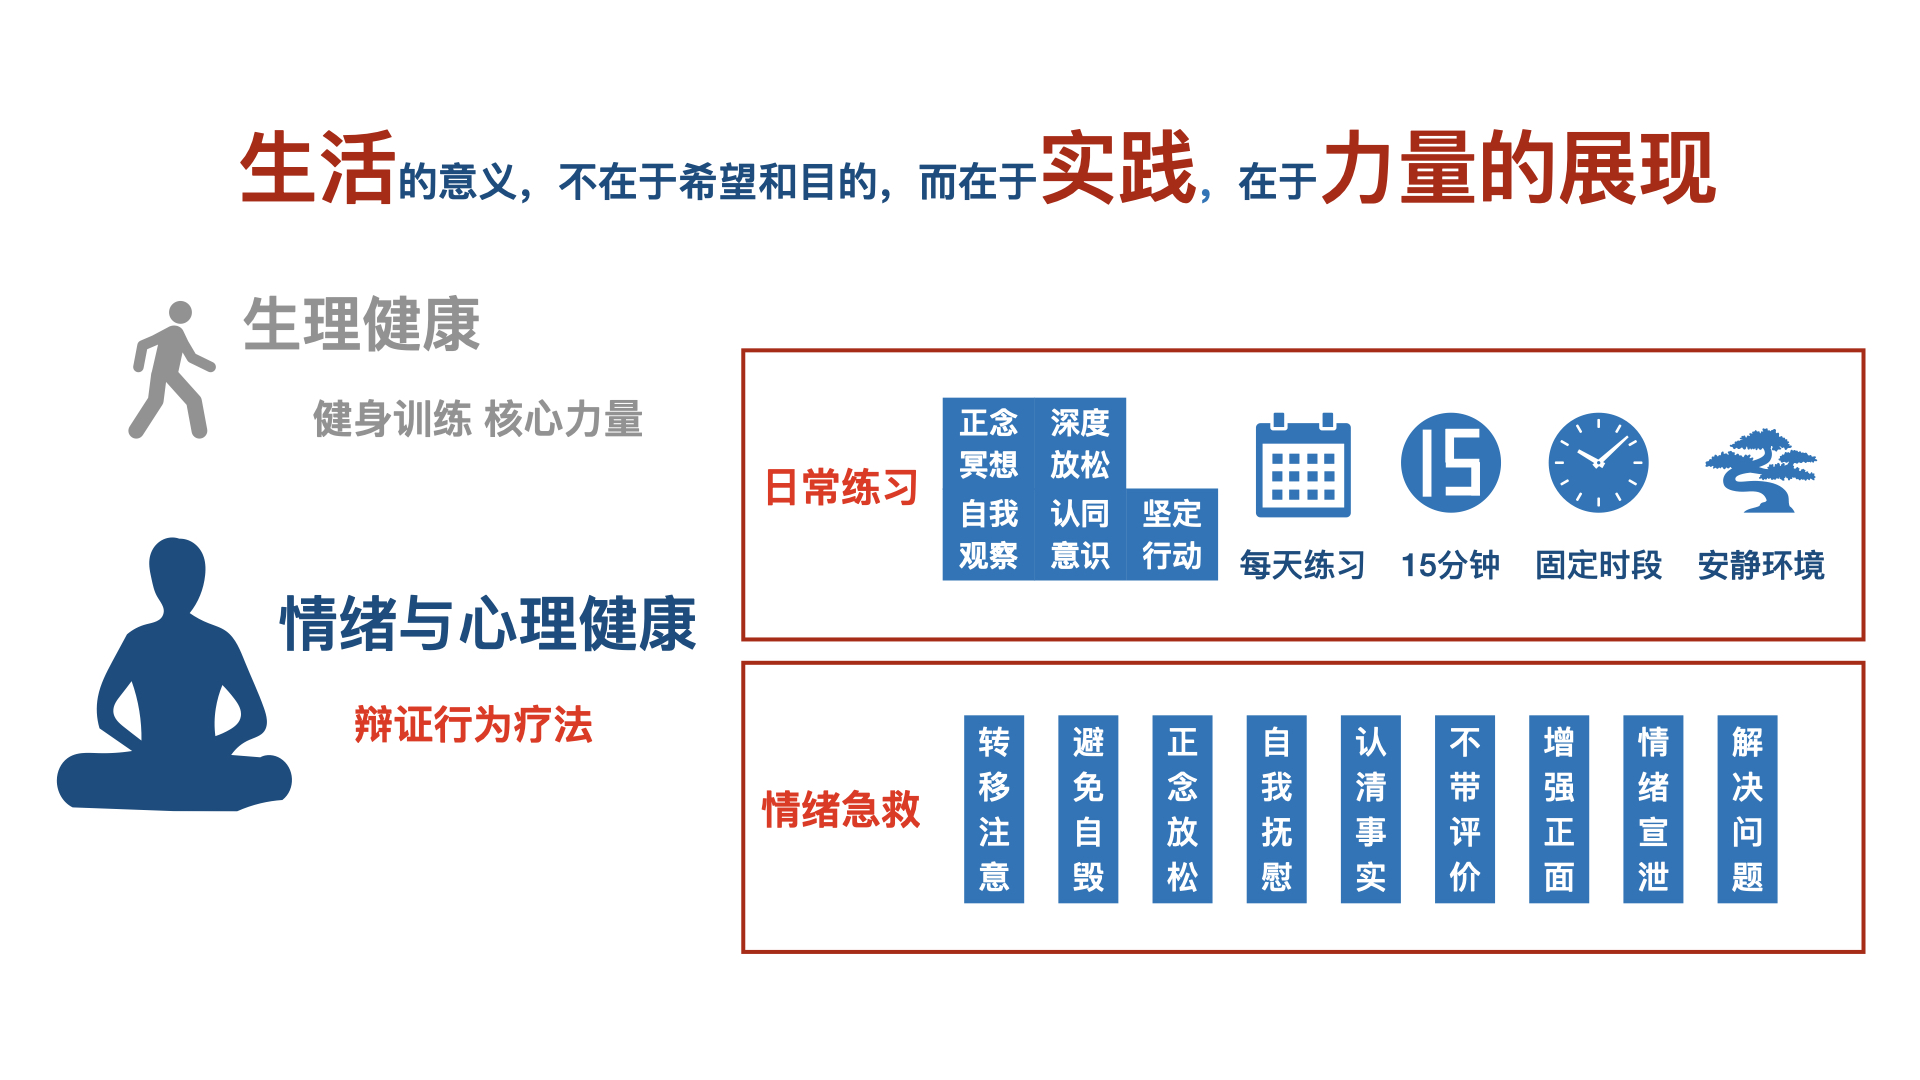 生活的意义，不在于希望和目的，而在于实践，在于力量的展现
生理健康
健身训练 核心力量
情绪与心理健康
辩证行为疗法
日常练习
正念
冥想
深度
放松
自我
观察
认同
意识
坚定
行动
每天练习
15
15分钟
固定时段
安静环境
情绪急救
转移注意
避免自毁
正念放松
自我抚慰
认清事实
不带评价
增强正面
情绪宣泄
解决问题